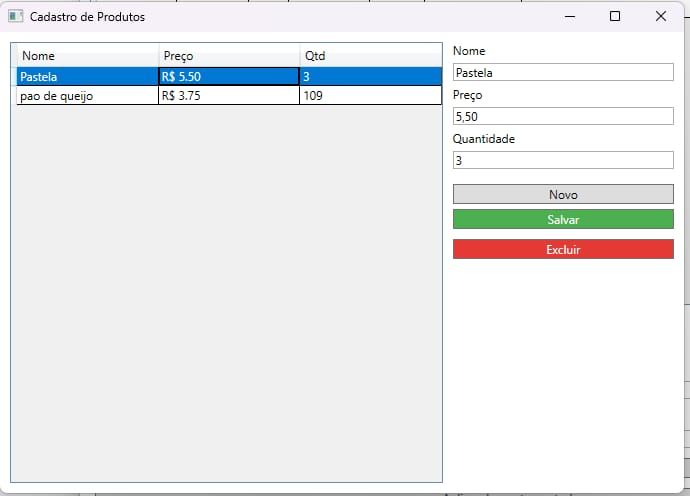 Cadastro de Produtos
Nome Preço Qtd
Pastela R$ 5.50 3
pao de queijo R$ 3.75 109
Nome
Pastela
Preço
5,50
Quantidade
3
Novo
Salvar
Excluir